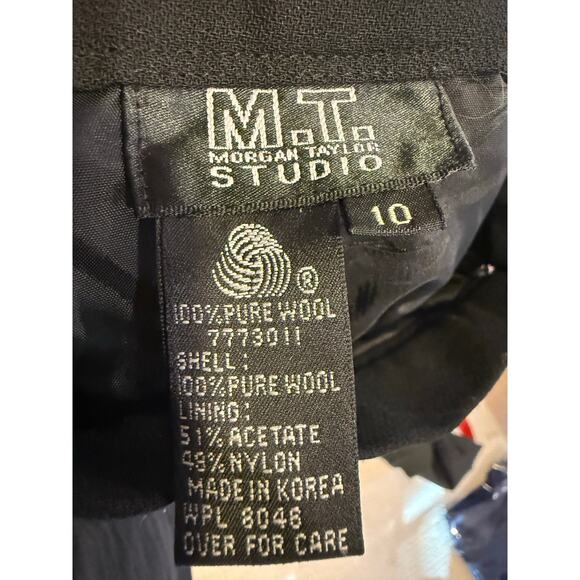 M.T.
MORGAN TAYLOR
STUDIO
10
®
100% PURE WOOL
7773011
SHELL:
100% PURE WOOL
LINING:
51% ACETATE
49% NYLON
MADE IN KOREA
WPL 8046
OVER FOR CARE